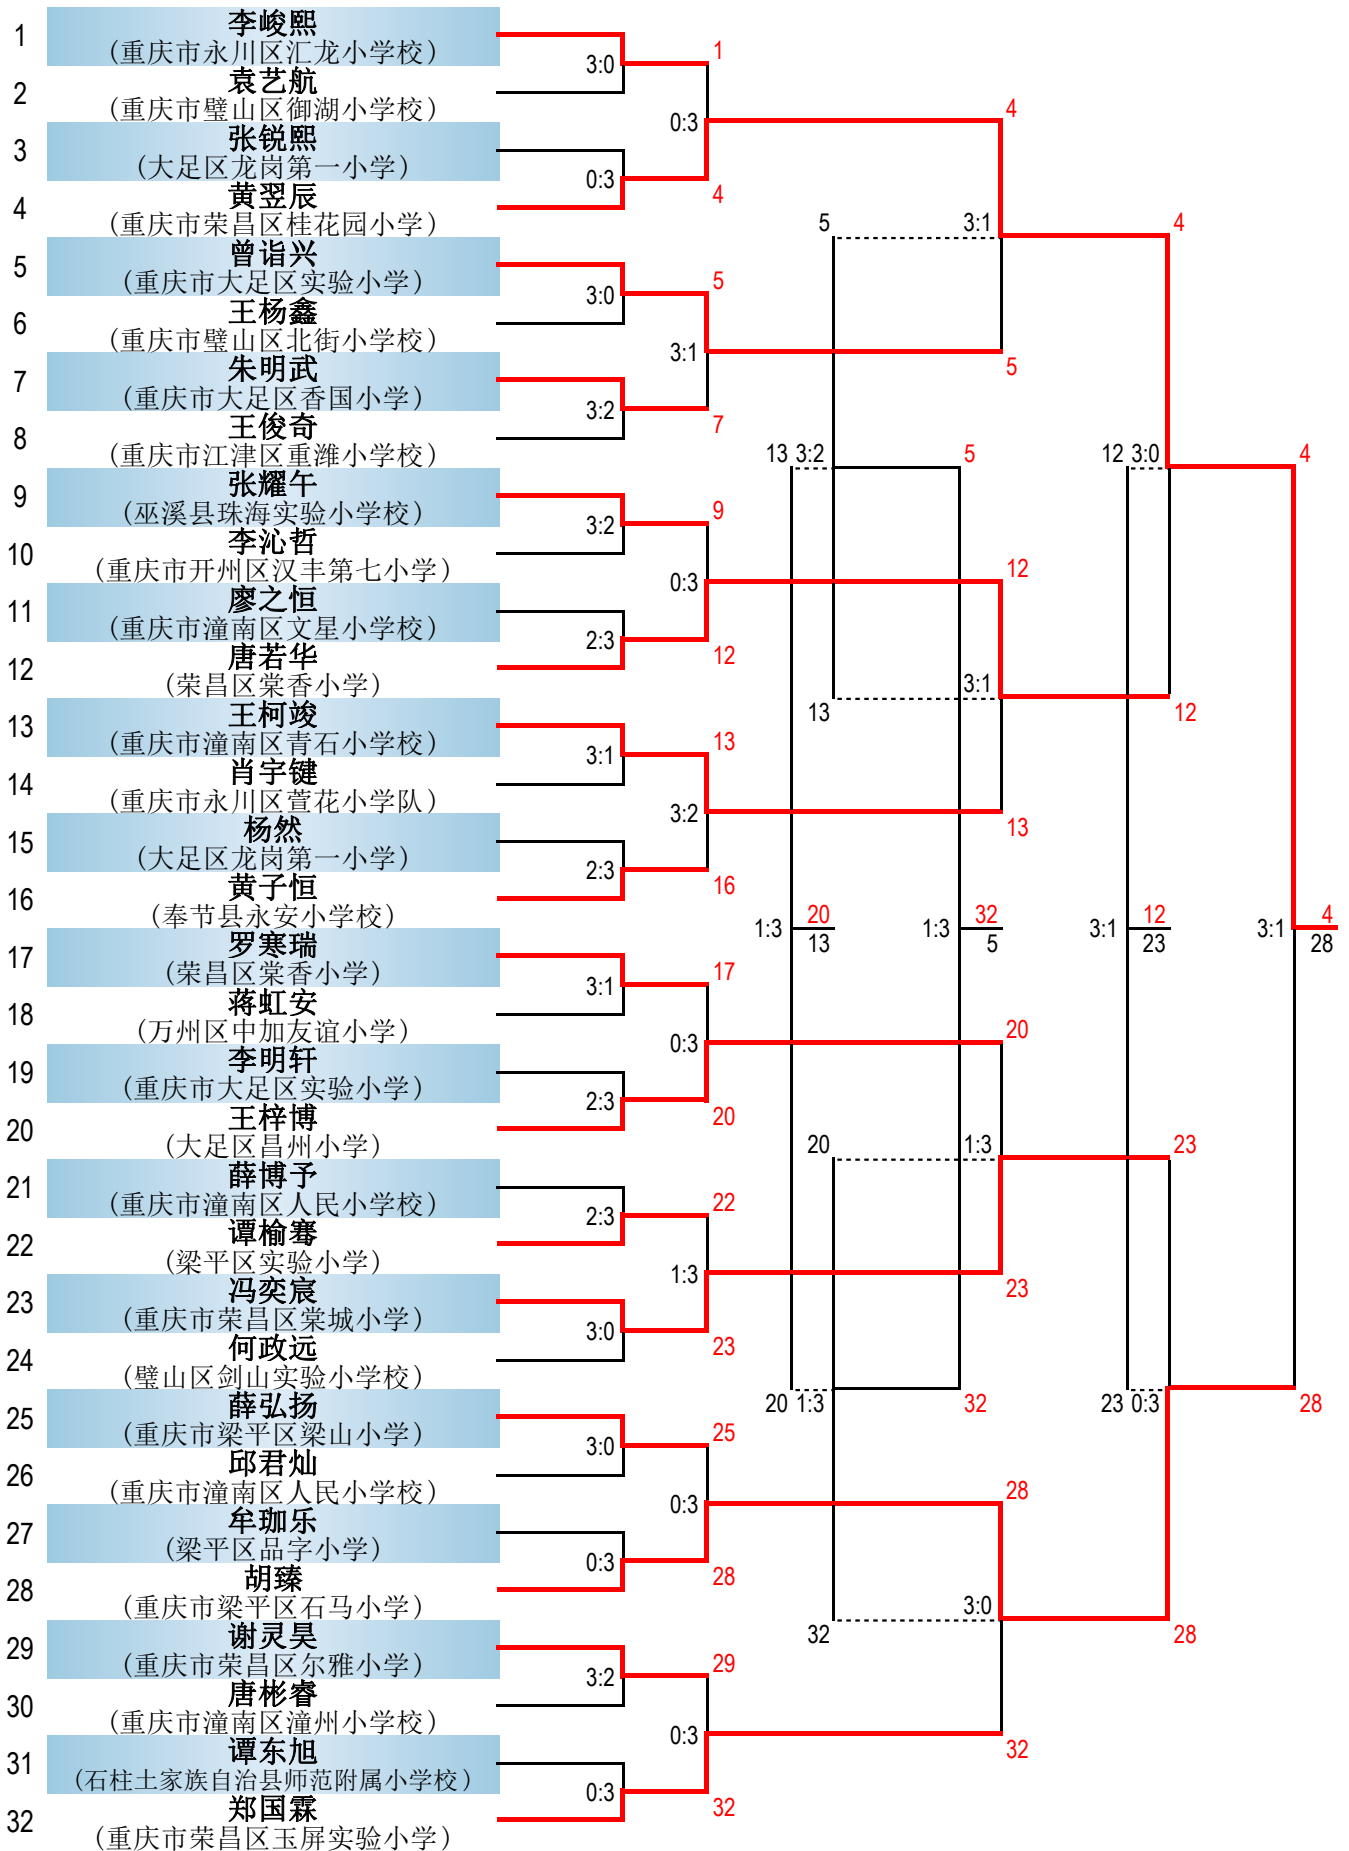 1
李峻熙
(重庆市永川区汇龙小学校)
2
袁艺航
(重庆市璧山区御湖小学校)
3
张锐熙
(大足区龙岗第一小学)
4
黄翌辰
(重庆市荣昌区桂花园小学)
5
曾诣兴
(重庆市大足区实验小学)
6
王杨鑫
(重庆市璧山区北街小学校)
7
朱明武
(重庆市大足区香国小学)
8
王俊奇
(重庆市江津区重潍小学校)
9
张耀午
(巫溪县珠海实验小学校)
10
李沁哲
(重庆市开州区汉丰第七小学)
11
廖之恒
(重庆市潼南区文星小学校)
12
唐若华
(荣昌区棠香小学)
13
王柯竣
(重庆市潼南区青石小学校)
14
肖宇键
(重庆市永川区萱花小学队)
15
杨然
(大足区龙岗第一小学)
16
黄子恒
(奉节县永安小学校)
17
罗寒瑞
(荣昌区棠香小学)
18
蒋虹安
(万州区中加友谊小学)
19
李明轩
(重庆市大足区实验小学)
20
王梓博
(大足区昌州小学)
21
薛博予
(重庆市潼南区人民小学校)
22
谭榆骞
(梁平区实验小学)
23
冯奕宸
(重庆市荣昌区棠城小学)
24
何政远
(璧山区剑山实验小学校)
25
薛弘扬
(重庆市梁平区梁山小学)
26
邱君灿
(重庆市潼南区人民小学校)
27
牟珈乐
(梁平区品字小学)
28
胡臻
(重庆市梁平区石马小学)
29
谢灵昊
(重庆市荣昌区尔雅小学)
30
唐彬睿
(重庆市潼南区潼州小学校)
31
谭东旭
(石柱土家族自治县师范附属小学校)
32
郑国霖
(重庆市荣昌区玉屏实验小学)
3:0
0:3
3:0
3:2
3:2
2:3
3:1
2:3
3:1
2:3
2:3
3:0
3:0
0:3
3:2
0:3
1
0:3
4
5
3:1
7
9
0:3
12
13
3:2
16
17
0:3
20
22
1:3
23
25
0:3
28
29
0:3
32
4
5 3:1
5
12
3:1
13
13
20
20 1:3
23
28
3:0
32
32
13 3:2
5
1:3
20
13
1:3
32
5
20 1:3
32
4
12 3:0
12
3:1
12
23
23
23 0:3
28
4
3:1
4
28
28